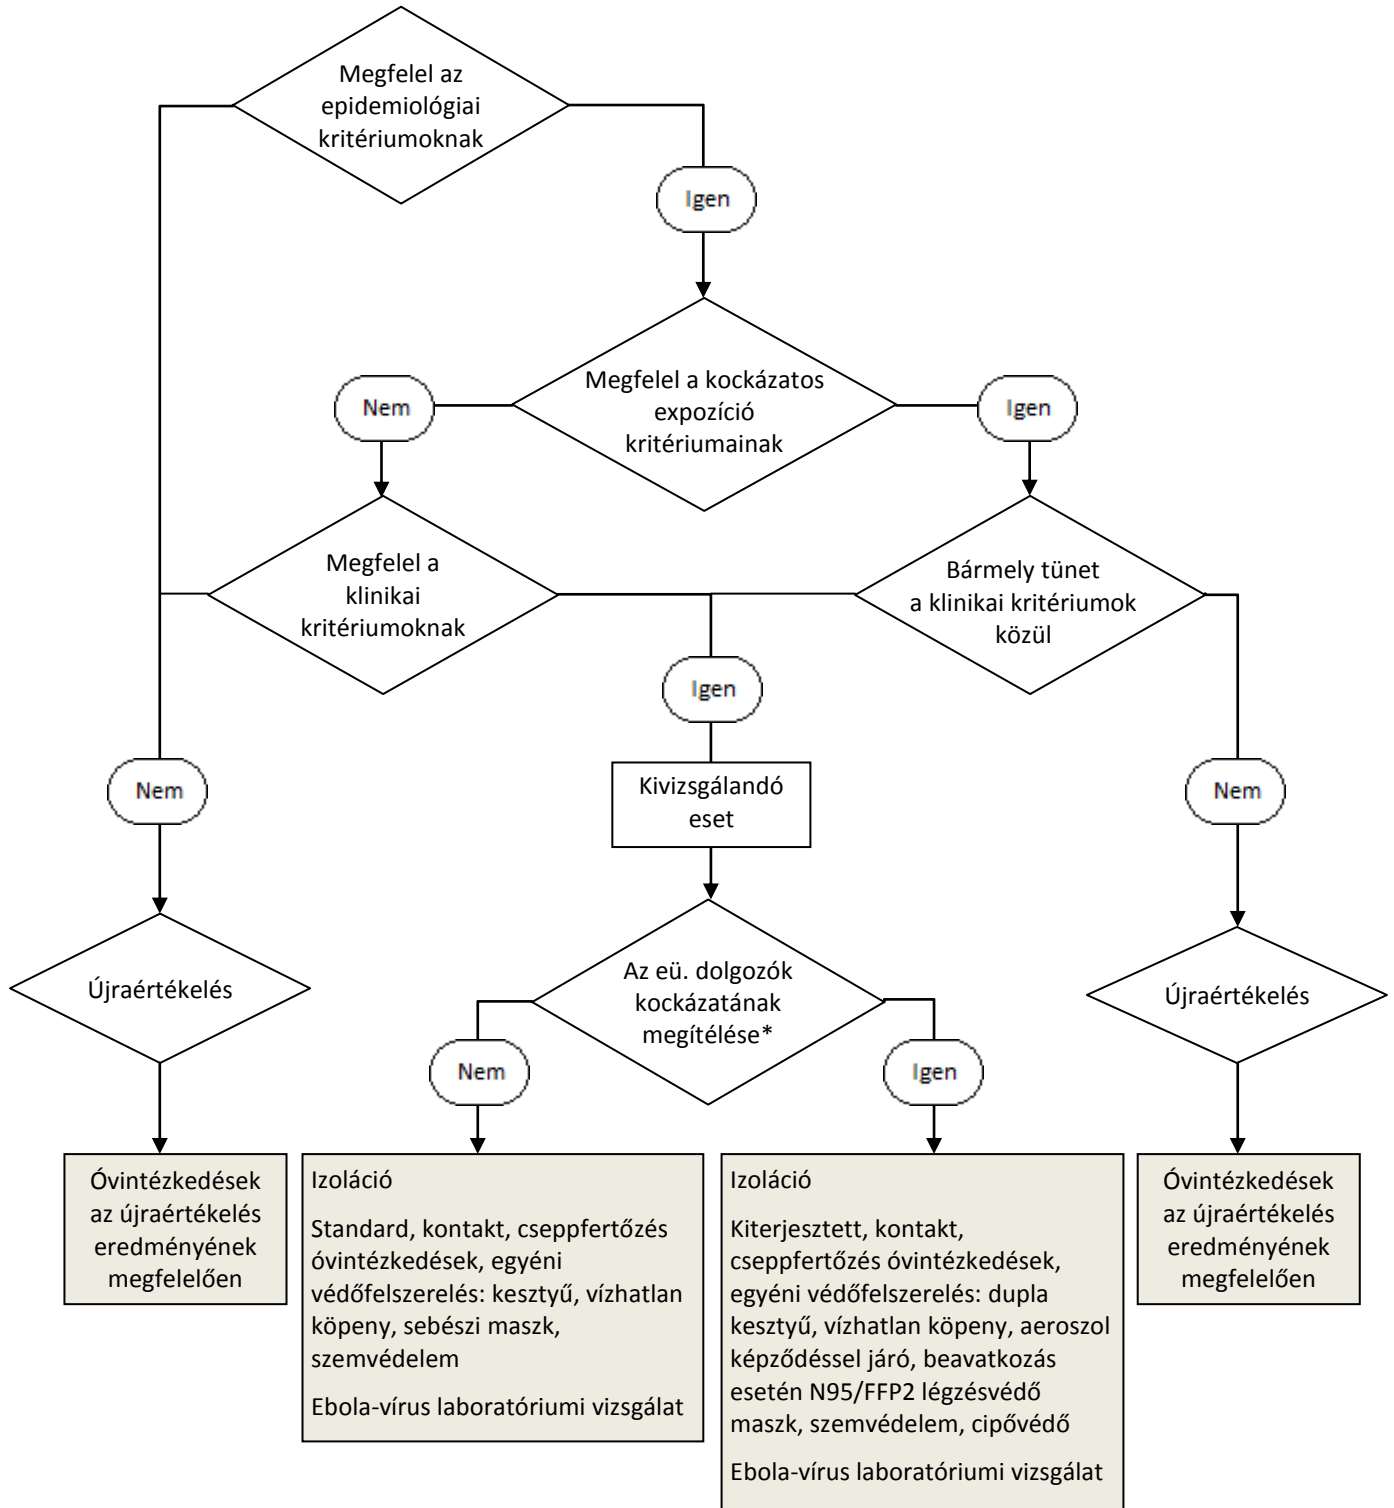 Megfelel az
epidemiológiai
kritériumoknak
Igen
Megfelel a kockázatos
expozíció
kritériumainak
Nem
Igen
Megfelel a
klinikai
kritériumoknak
Bármely tünet
a klinikai kritériumok
közül
Igen
Nem
Kivizsgálandó
eset
Nem
Újraértékelés
Az eü. dolgozók
kockázatának
megítélése*
Újraértékelés
Nem
Igen
Óvintézkedések
az újraértékelés
eredményének
megfelelően
Izoláció
Standard, kontakt, cseppfertőzés
óvintézkedések, egyéni
védőfelszerelés: kesztyű, vízhatlan
köpeny, sebészi maszk,
szemvédelem
Ebola-vírus laboratóriumi vizsgálat
Izoláció
Kiterjesztett, kontakt,
cseppfertőzés óvintézkedések,
egyéni védőfelszerelés: dupla
kesztyű, vízhatlan köpeny, aeroszol
képződéssel járó, beavatkozás
esetén N95/FFP2 légzésvédő
maszk, szemvédelem, cipővédő
Ebola-vírus laboratóriumi vizsgálat
Óvintézkedések
az újraértékelés
eredményének
megfelelően